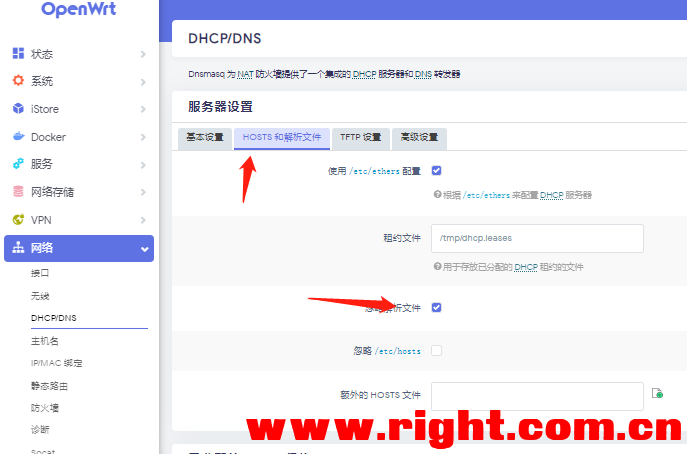 OpenWrt
状态
系统
iStore
Docker
服务
网络存储
VPN
网络
接口
无线
DHCP/DNS
主机名
IP/MAC 绑定
静态路由
防火墙
诊断
Socat
DHCP/DNS
Dnsmasq 为 NAT 防火墙提供了一个集成的 DHCP 服务器和 DNS 转发器
服务器设置
基本设置 HOSTS 和解析文件 TFTP 设置 高级设置
使用 /etc/ethers 配置
根据 /etc/ethers 来配置 DHCP 服务器
租约文件 /tmp/dhcp.leases
用于存放已分配的 DHCP 租约的文件
忽略解析文件
忽略 /etc/hosts
额外的 HOSTS 文件
www.right.com.cn